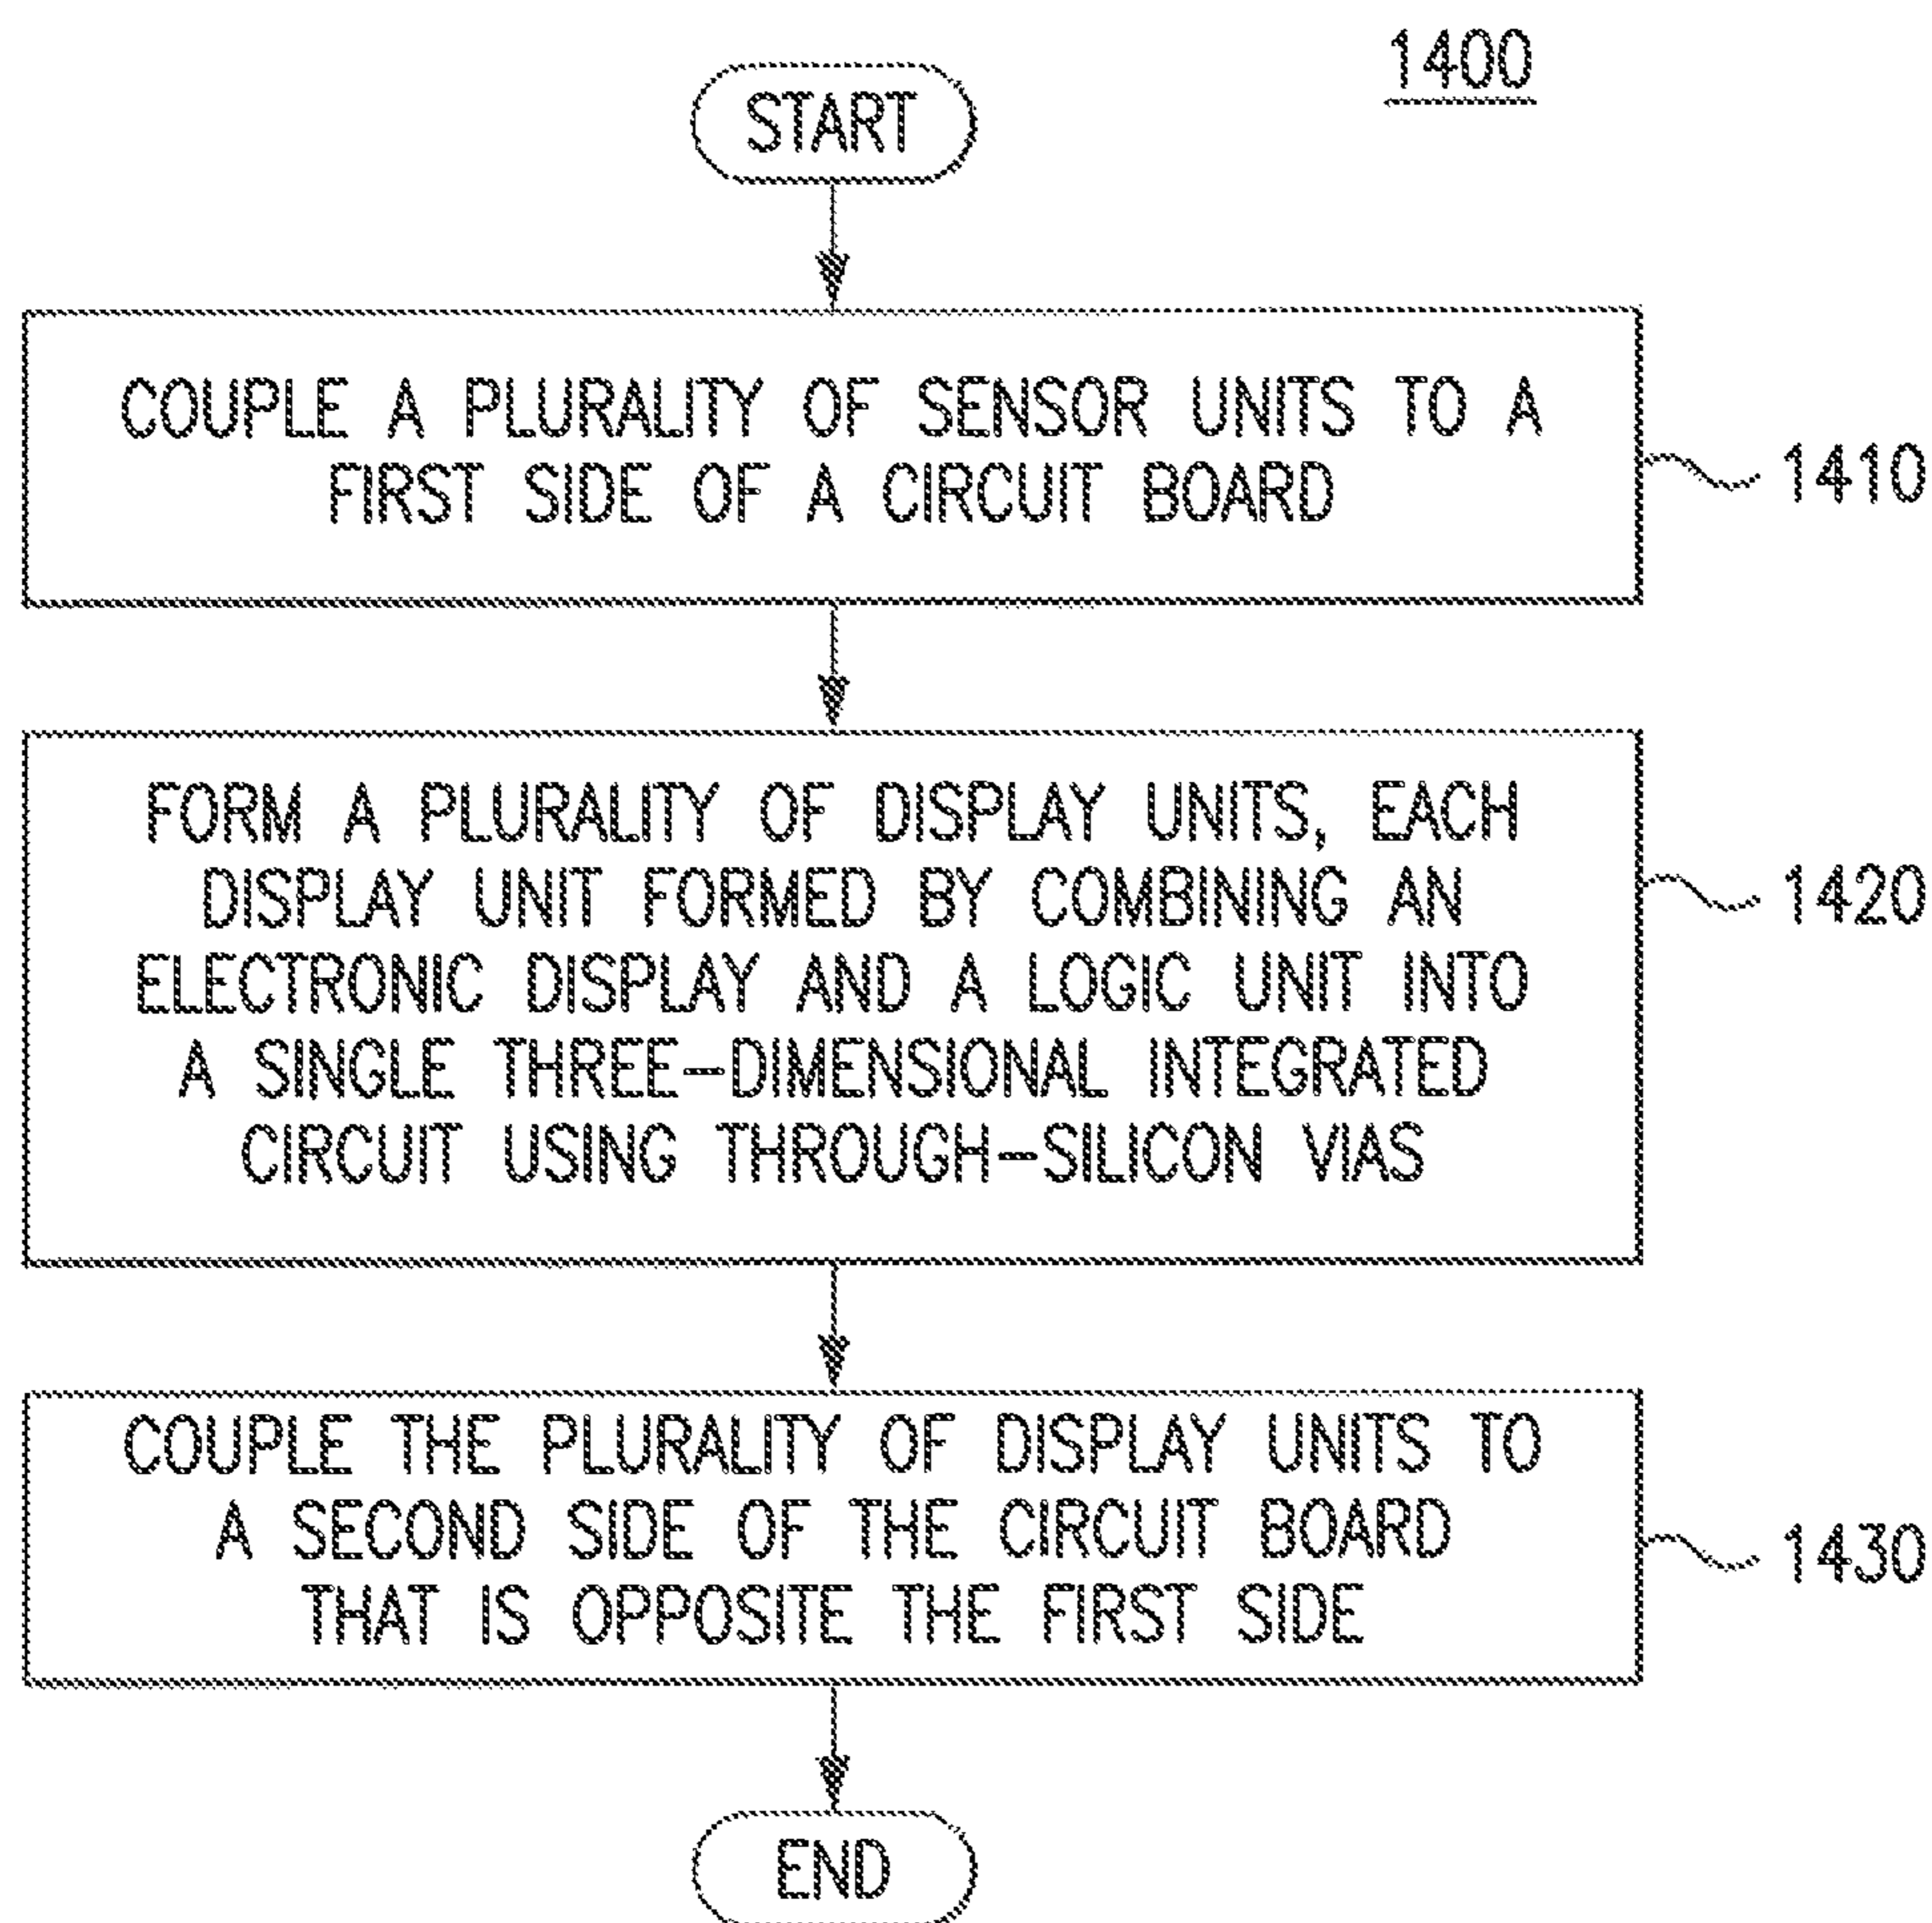 1400
START
COUPLE A PLURALITY OF SENSOR UNITS TO A
FIRST SIDE OF A CIRCUIT BOARD
1410
FORM A PLURALITY OF DISPLAY UNITS, EACH
DISPLAY UNIT FORMED BY COMBINING AN
ELECTRONIC DISPLAY AND A LOGIC UNIT INTO
A SINGLE THREE-DIMENSIONAL INTEGRATED
CIRCUIT USING THROUGH-SILICON VIAS
1420
COUPLE THE PLURALITY OF DISPLAY UNITS TO
A SECOND SIDE OF THE CIRCUIT BOARD
THAT IS OPPOSITE THE FIRST SIDE
1430
END